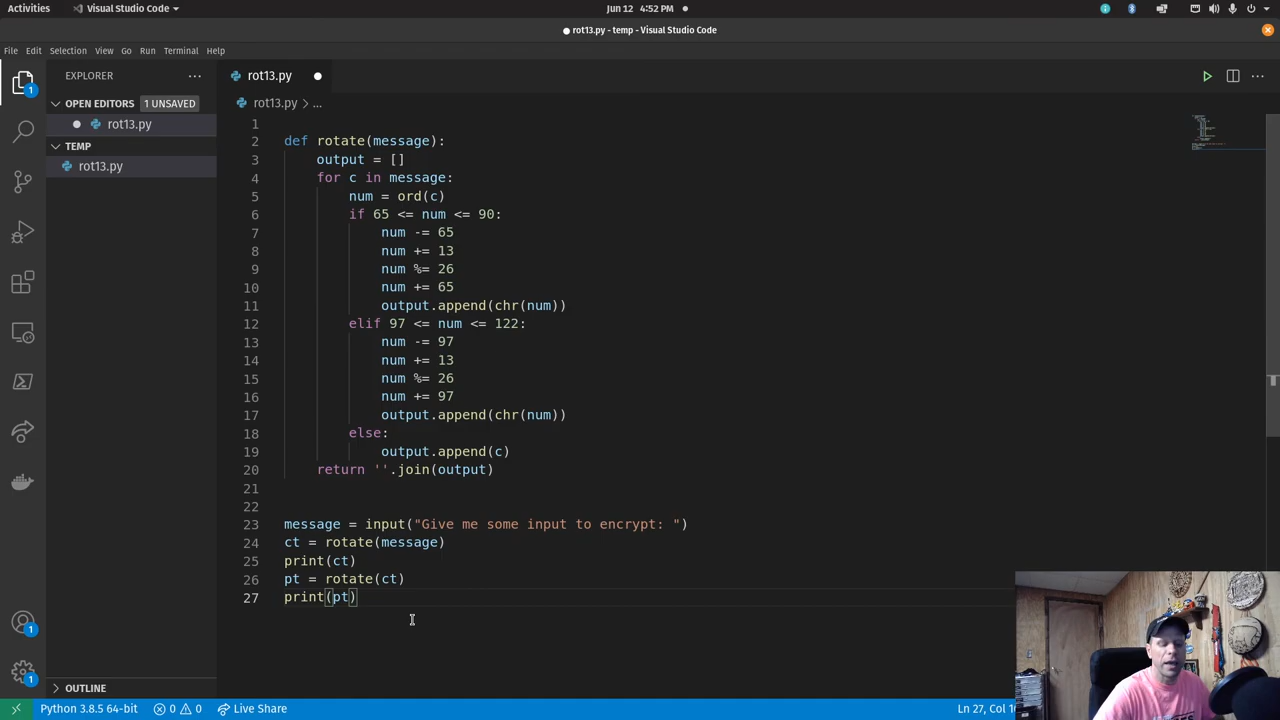 Activities
Visual Studio Code
Jun 12 4:52 PM
rot13.py - temp - Visual Studio Code
File Edit Selection View Go Run Terminal Help
EXPLORER
OPEN EDITORS 1 UNSAVED
rot13.py
TEMP
rot13.py
rot13.py
rot13.py > ...
1
2 def rotate(message):
3 output = []
4 for c in message:
5 num = ord(c)
6 if 65 <= num <= 90:
7 num -= 65
8 num += 13
9 num %= 26
10 num += 65
11 output.append(chr(num))
12 elif 97 <= num <= 122:
13 num -= 97
14 num += 13
15 num %= 26
16 num += 97
17 output.append(chr(num))
18 else:
19 output.append(c)
20 return ''.join(output)
21
22
23 message = input("Give me some input to encrypt: ")
24 ct = rotate(message)
25 print(ct)
26 pt = rotate(ct)
27 print(pt)
1
1
1
OUTLINE
Python 3.8.5 64-bit 0 0 Live Share
Ln 27, Col